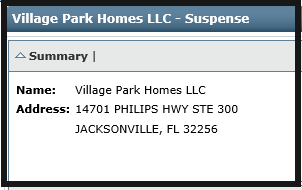 Village Park Homes LLC - Suspense
Summary |
Name: Village Park Homes LLC
Address: 14701 PHILIPS HWY STE 300
JACKSONVILLE, FL 32256